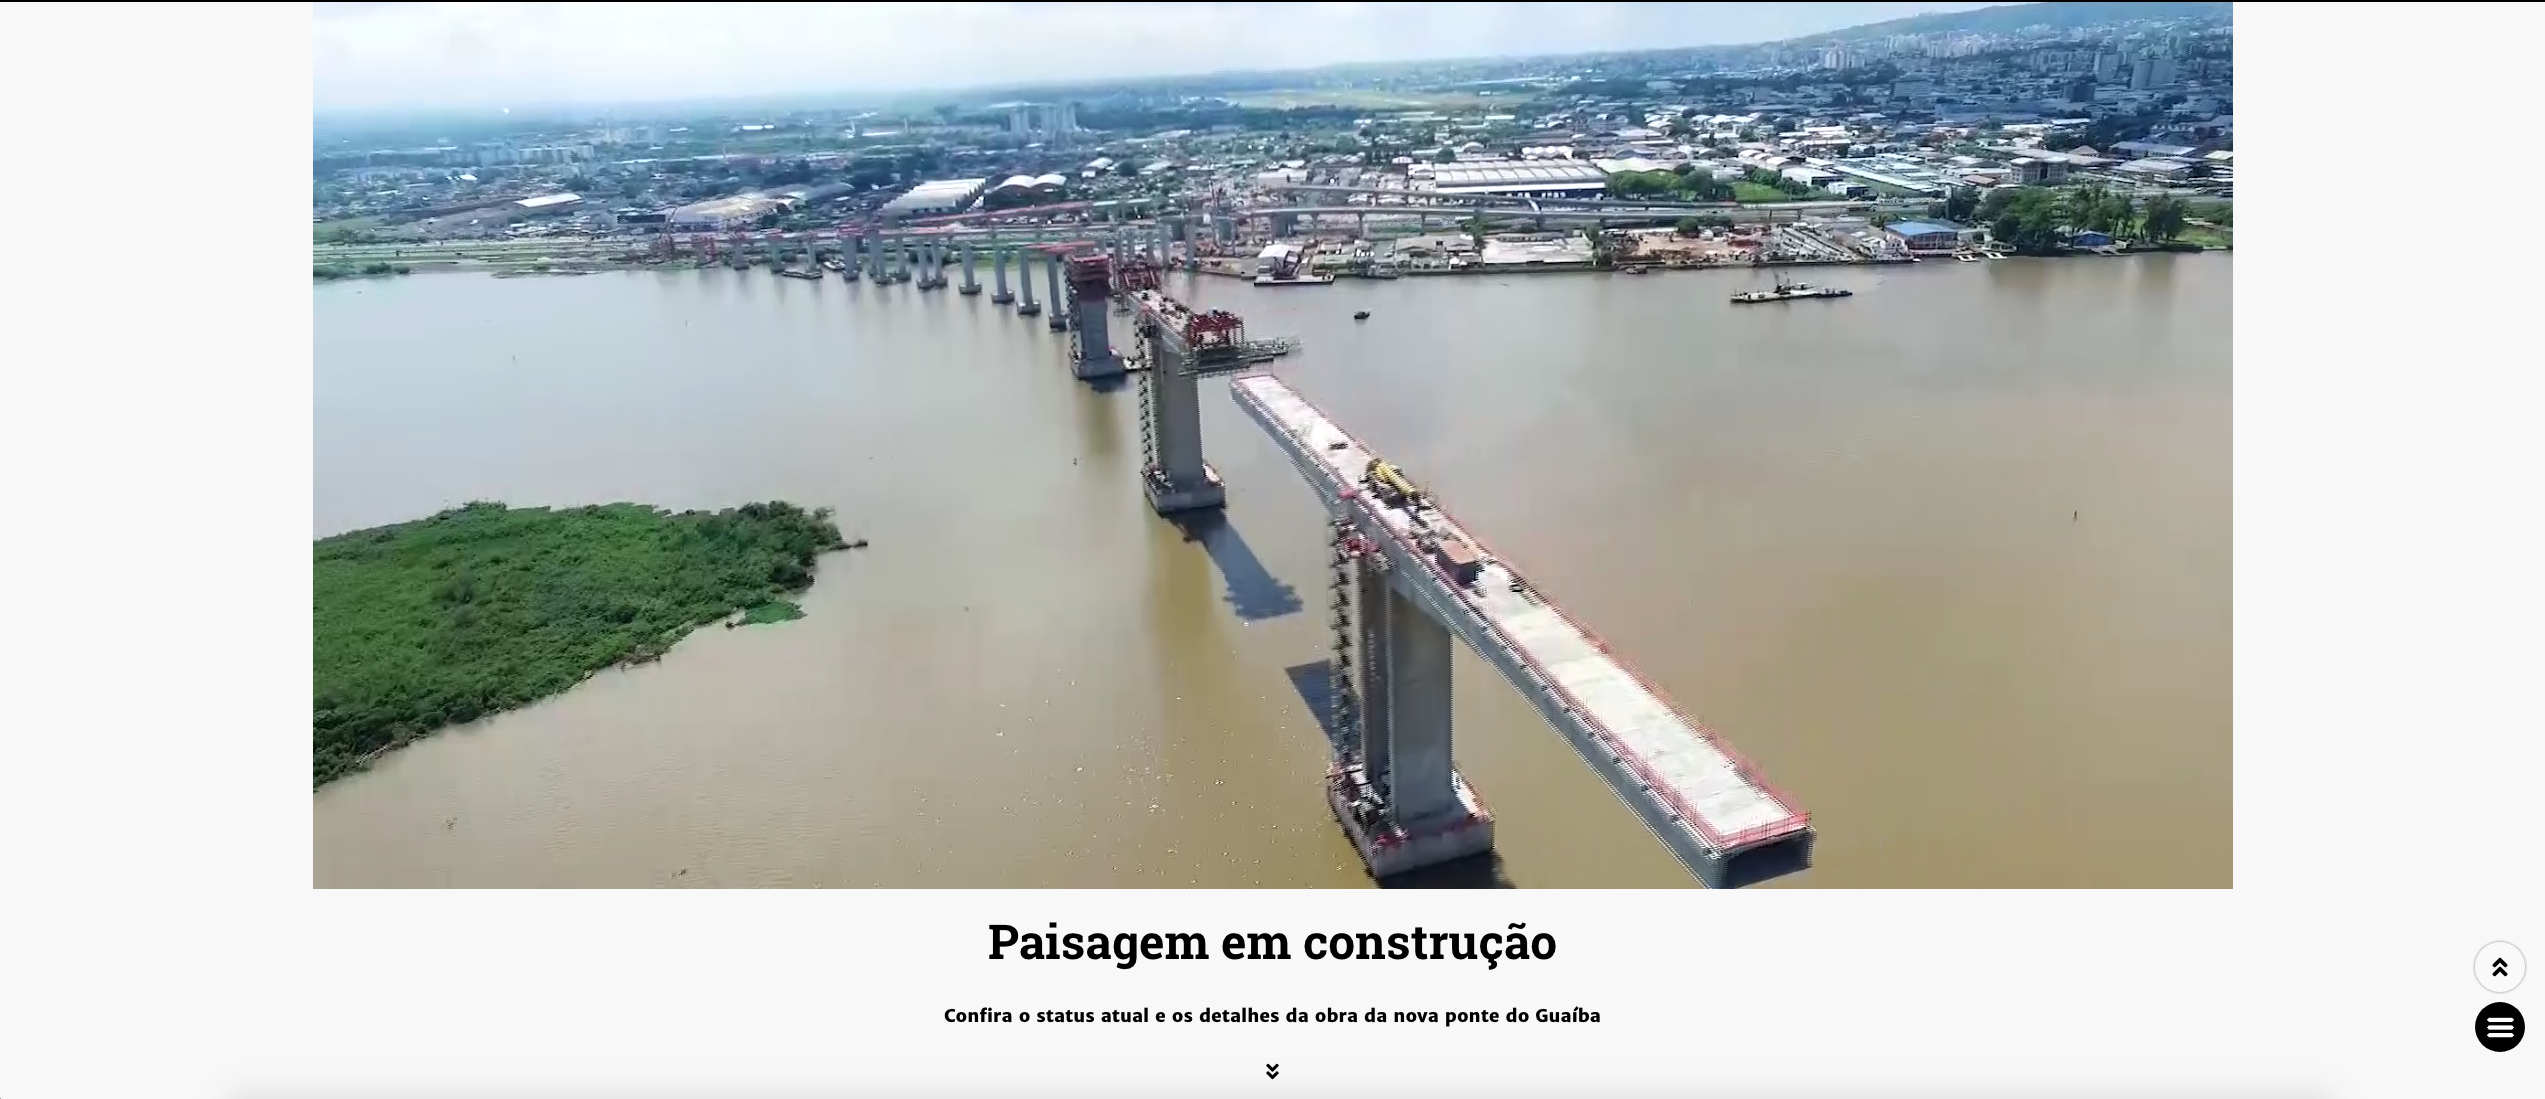 Paisagem em construção
Confira o status atual e os detalhes da obra da nova ponte do Guaíba